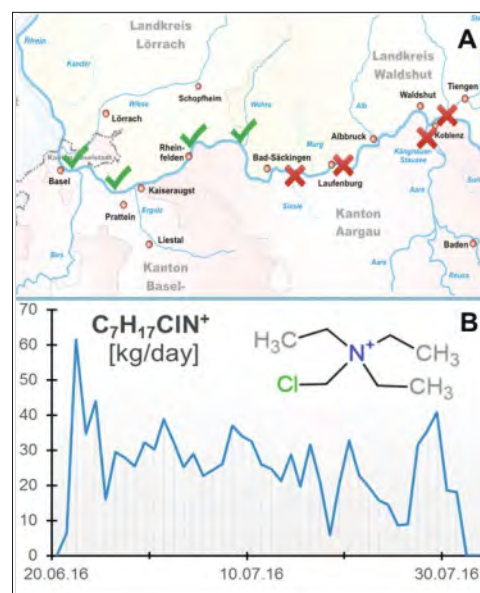 Landkreis
Lörrach
A
Rhein
Kander
Landkreis
Waldshut
Tiengen
Wiese
Schopfheim
Wehra
Waldshut
Alb
Lörrach
Rhein-
felden
Murg
Albbruck
Koblenz
Basel
Bad-Säckingen
Laufenburg
Kaiseraugst
Aare
Pratteln
Ergolz
Sissle
Kanton
Aargau
Liestal
Birs
Baden
Kanton
Basel-
Aare
Reuss
70
60
50
40
30
20
10
0
C₇H₁₇ClN⁺
[kg/day]
B
H₃C
N⁺
CH₃
Cl
CH₃
20.06.16
10.07.16
30.07.16